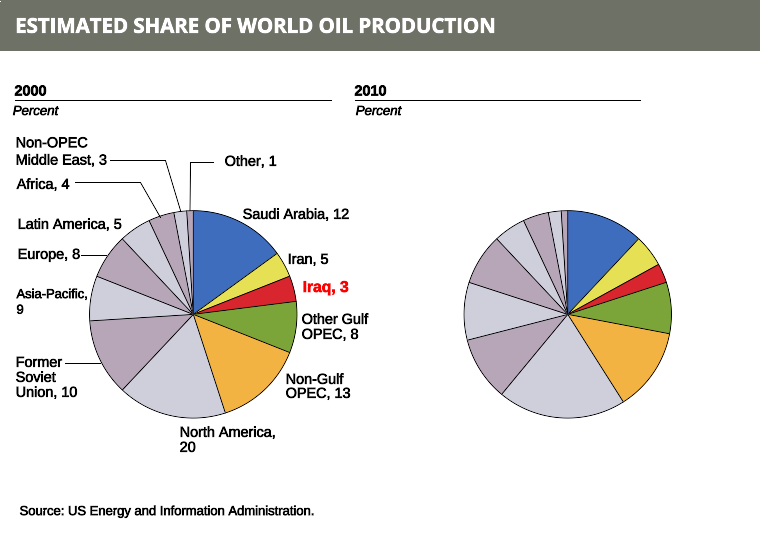 ESTIMATED SHARE OF WORLD OIL PRODUCTION
2000
Percent
2010
Percent
Non-OPEC
Middle East, 3
Other, 1
Africa, 4
Saudi Arabia, 12
Latin America, 5
Europe, 8
Iran, 5
Iraq, 3
Asia-Pacific,
9
Other Gulf
OPEC, 8
Former
Soviet
Union, 10
Non-Gulf
OPEC, 13
North America,
20
Source: US Energy and Information Administration.